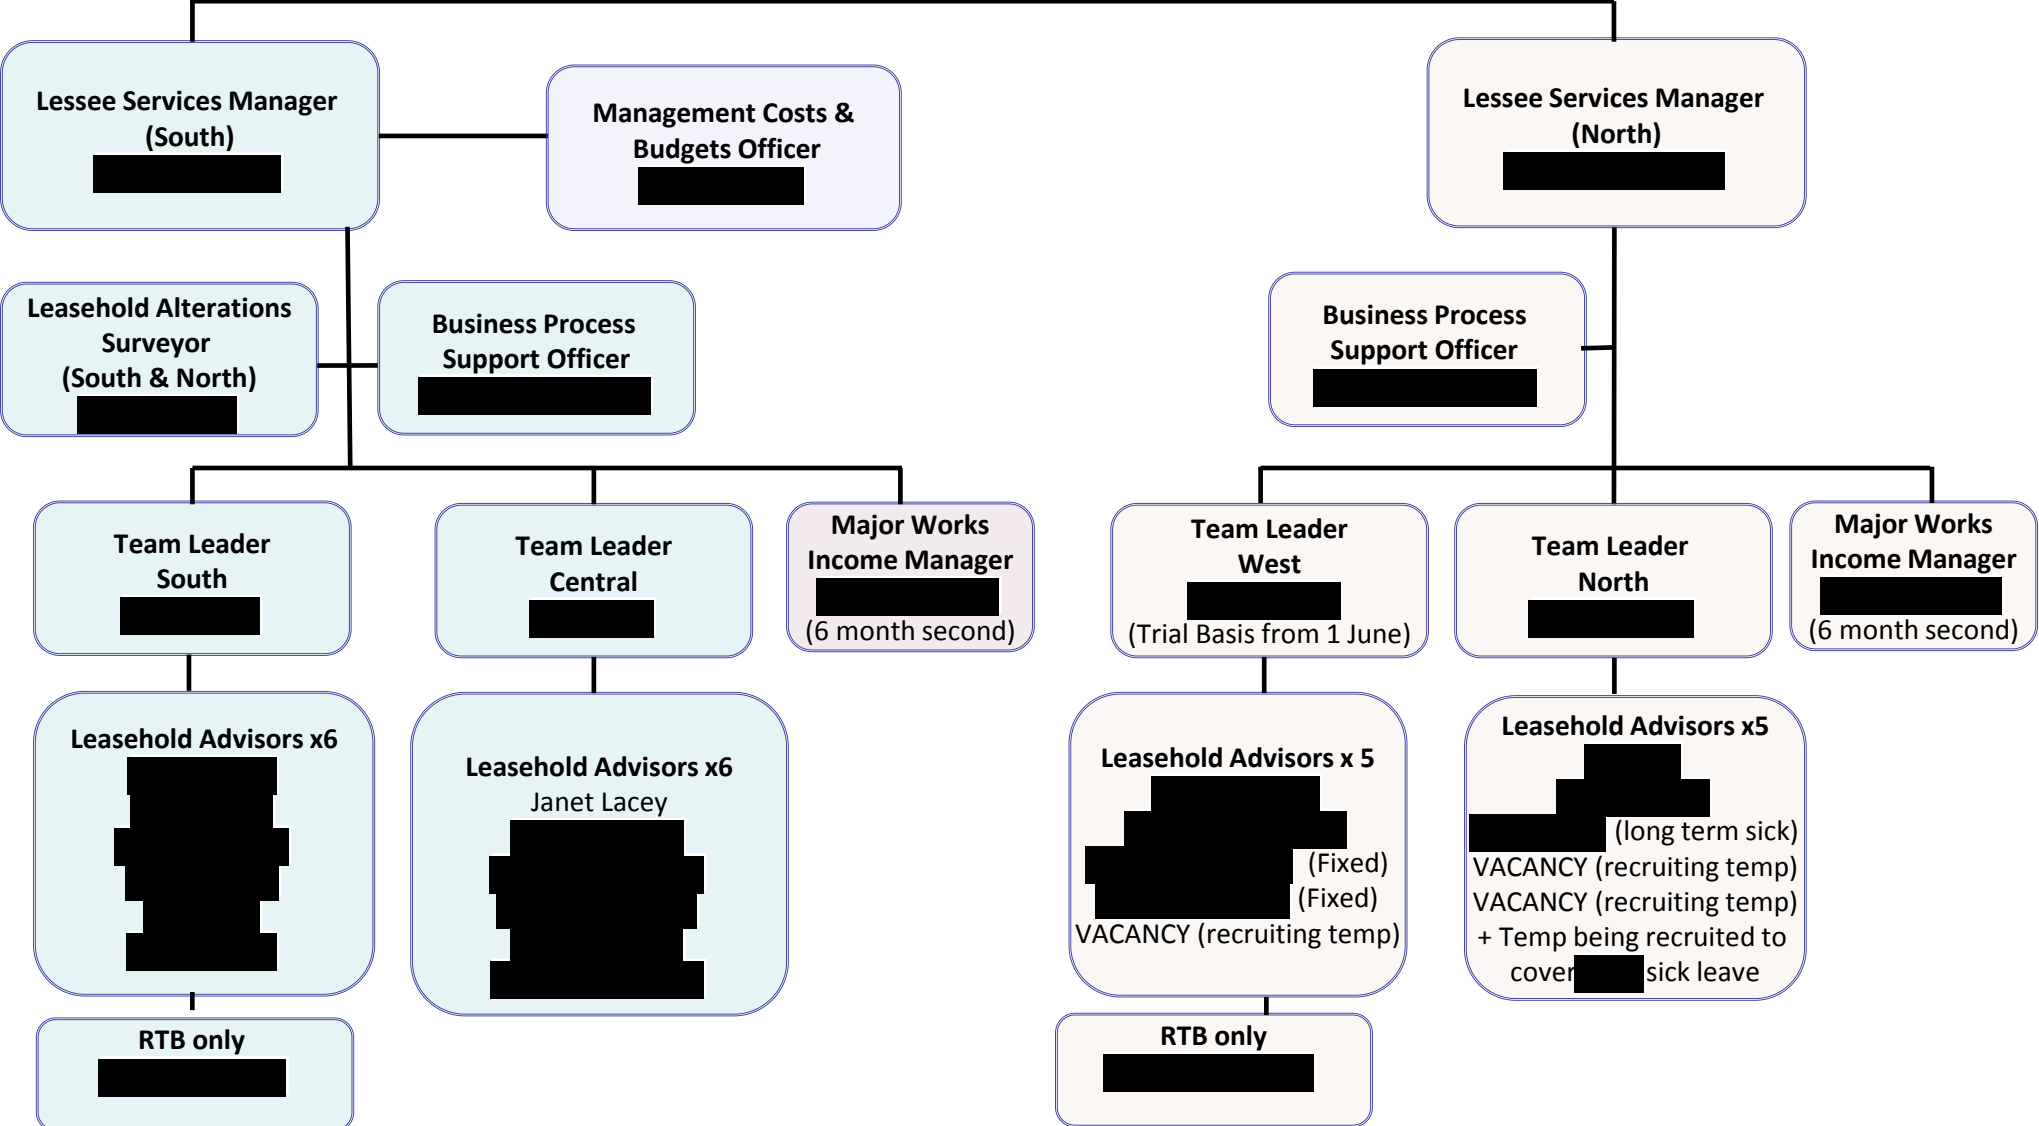 Lessee Services Manager
(South)
Management Costs &
Budgets Officer
Lessee Services Manager
(North)
Leasehold Alterations
Surveyor
(South & North)
Business Process
Support Officer
Business Process
Support Officer
Team Leader
South
Team Leader
Central
Major Works
Income Manager
(6 month second)
Team Leader
West
(Trial Basis from 1 June)
Team Leader
North
Major Works
Income Manager
(6 month second)
Leasehold Advisors x6
Leasehold Advisors x6
Janet Lacey
Leasehold Advisors x 5
(Fixed)
(Fixed)
VACANCY (recruiting temp)
Leasehold Advisors x5
(long term sick)
VACANCY (recruiting temp)
VACANCY (recruiting temp)
+ Temp being recruited to
cover sick leave
RTB only
RTB only